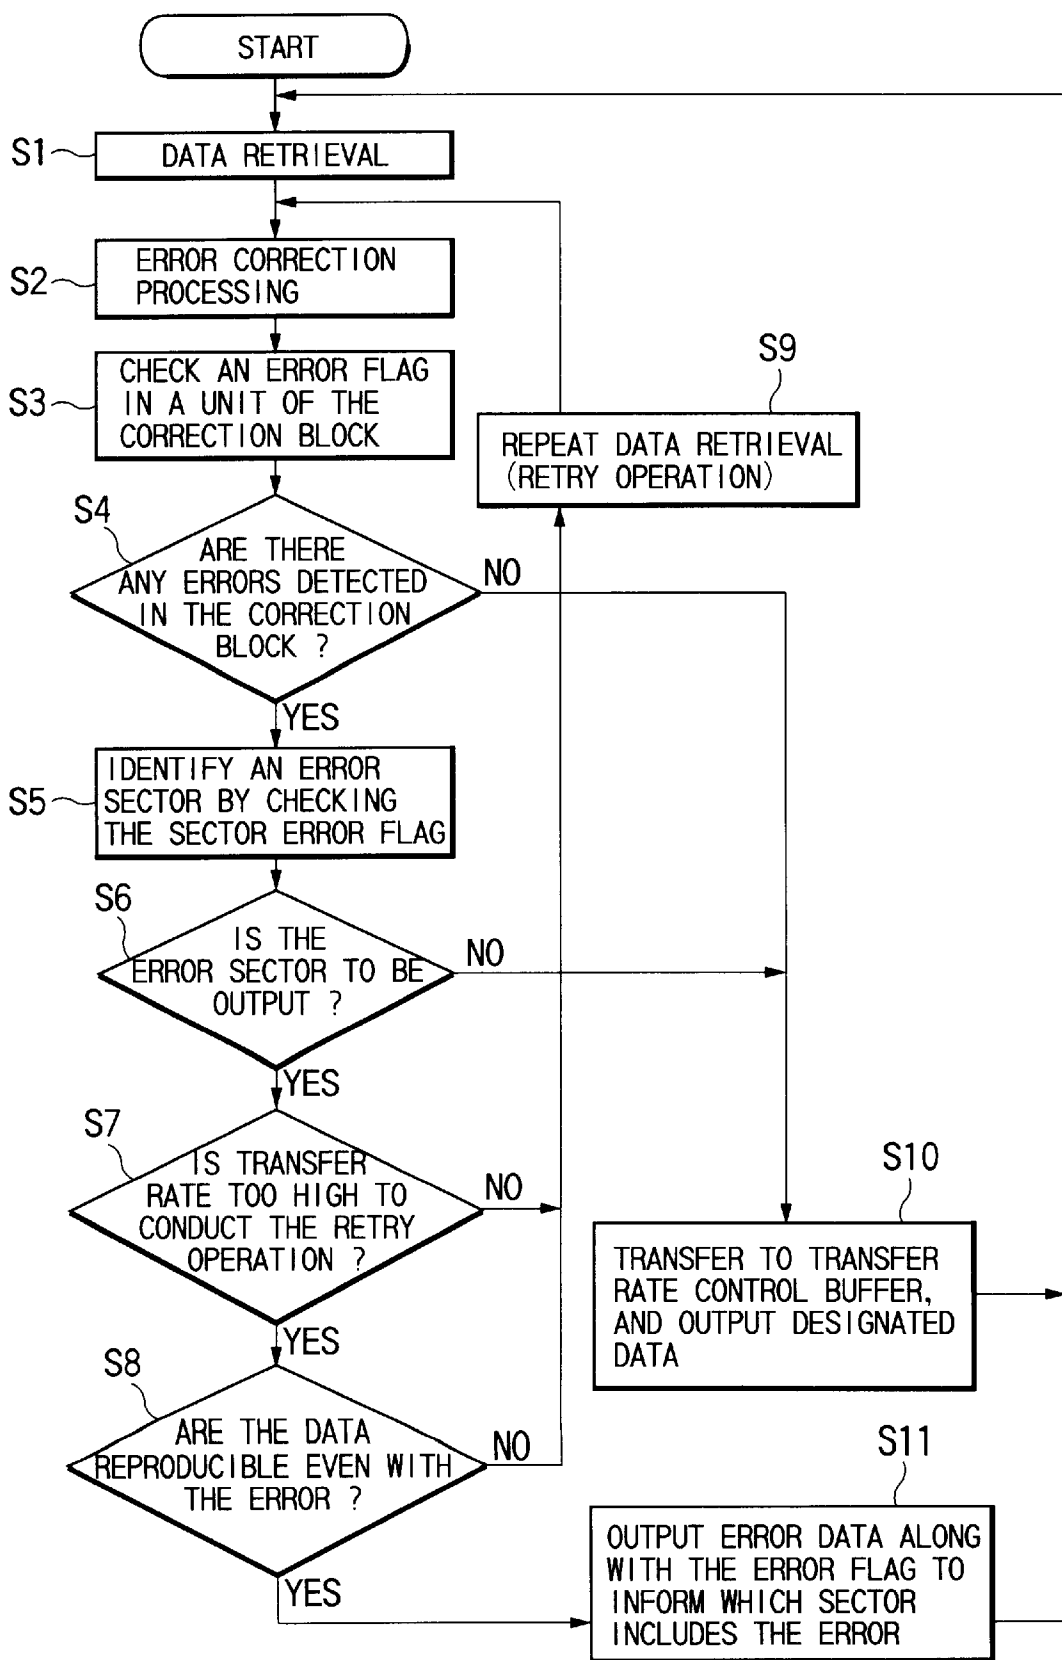 START
S1
DATA RETRIEVAL
S2
ERROR CORRECTION
PROCESSING
S3
CHECK AN ERROR FLAG
IN A UNIT OF THE
CORRECTION BLOCK
S9
REPEAT DATA RETRIEVAL
(RETRY OPERATION)
S4
ARE THERE
ANY ERRORS DETECTED
IN THE CORRECTION
BLOCK ?
NO
YES
S5
IDENTIFY AN ERROR
SECTOR BY CHECKING
THE SECTOR ERROR FLAG
S6
IS THE
ERROR SECTOR TO BE
OUTPUT ?
NO
YES
S7
IS TRANSFER
RATE TOO HIGH TO
CONDUCT THE RETRY
OPERATION ?
NO
YES
S10
TRANSFER TO TRANSFER
RATE CONTROL BUFFER,
AND OUTPUT DESIGNATED
DATA
S8
ARE THE DATA
REPRODUCIBLE EVEN WITH
THE ERROR ?
NO
YES
S11
OUTPUT ERROR DATA ALONG
WITH THE ERROR FLAG TO
INFORM WHICH SECTOR
INCLUDES THE ERROR